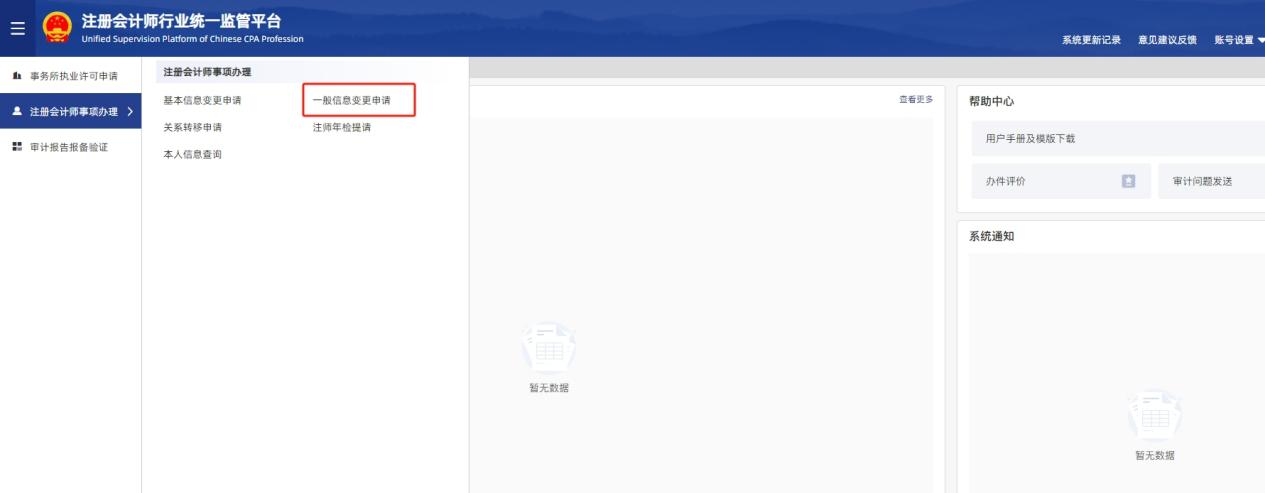 注册会计师行业统一监管平台
Unified Supervision Platform of Chinese CPA Profession
系统更新记录 意见建议反馈 账号设置
事务所执业许可申请
注册会计师事项办理
审计报告报备验证
注册会计师事项办理
基本信息变更申请 一般信息变更申请
关系转移申请 注师年检提请
本人信息查询
查看更多
暂无数据
帮助中心
用户手册及模版下载
办件评价 审计问题发送
系统通知
暂无数据